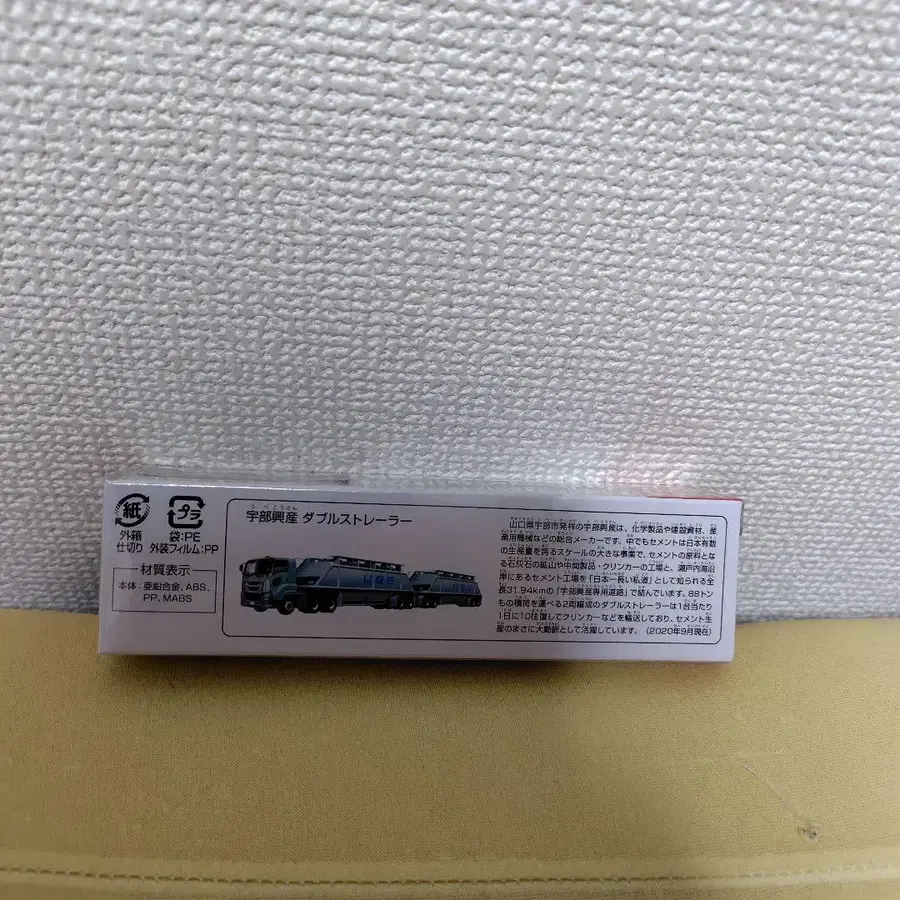 紙
外箱
仕切り
プラ
袋:PE
外装フィルム:PP
材質表示
本体:亜鉛合金、ABS、
PP、MABS
宇部興産 ダブルストレーラー
山口県宇部市発祥の宇部興産は、化学製品や建設資材、産
業用機械などの総合メーカーです。中でもセメントは日本有数
の生産量を誇るスケールの大きな事業で、セメントの原料とな
る石灰石の鉱山や中間製品・クリンカーの工場と、瀬戸内海沿
岸にあるセメント工場を「日本一長い私道」として知られる全
長31.94kmの「宇部興産専用道路」で結んでいます。88トン
もの積荷を運べる2両編成のダブルストレーラーは1台当たり
1日に10往復してクリンカーなどを輸送しており、セメント生
産のまさに大動脈として活躍しています。(2020年9月現在)